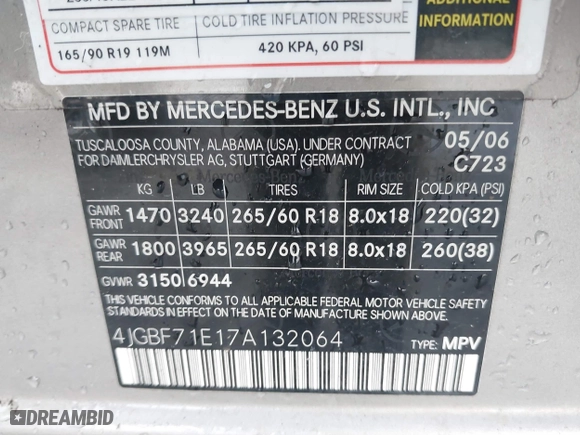 COMPACT SPARE TIRE
COLD TIRE INFLATION PRESSURE
165/90 R19 119M
420 KPA, 60 PSI
ADDITIONAL
INFORMATION
MFD BY MERCEDES-BENZ U.S. INTL., INC
TUSCALOOSA COUNTY, ALABAMA (USA). UNDER CONTRACT
FOR DAIMLERCHRYSLER AG, STUTTGART (GERMANY)
05/06
C723
KG LB TIRES RIM SIZE COLD KPA (PSI)
GAWR FRONT 1470 3240 265/60 R18 8.0x18 220(32)
GAWR REAR 1800 3965 265/60 R18 8.0x18 260(38)
GVWR 3150 6944
THIS VEHICLE CONFORMS TO ALL APPLICABLE FEDERAL MOTOR VEHICLE SAFETY
STANDARDS IN EFFECT ON THE DATE OF MANUFACTURE SHOWN ABOVE.
4JGBF71E17A132064
TYPE: MPV
DREAMBID